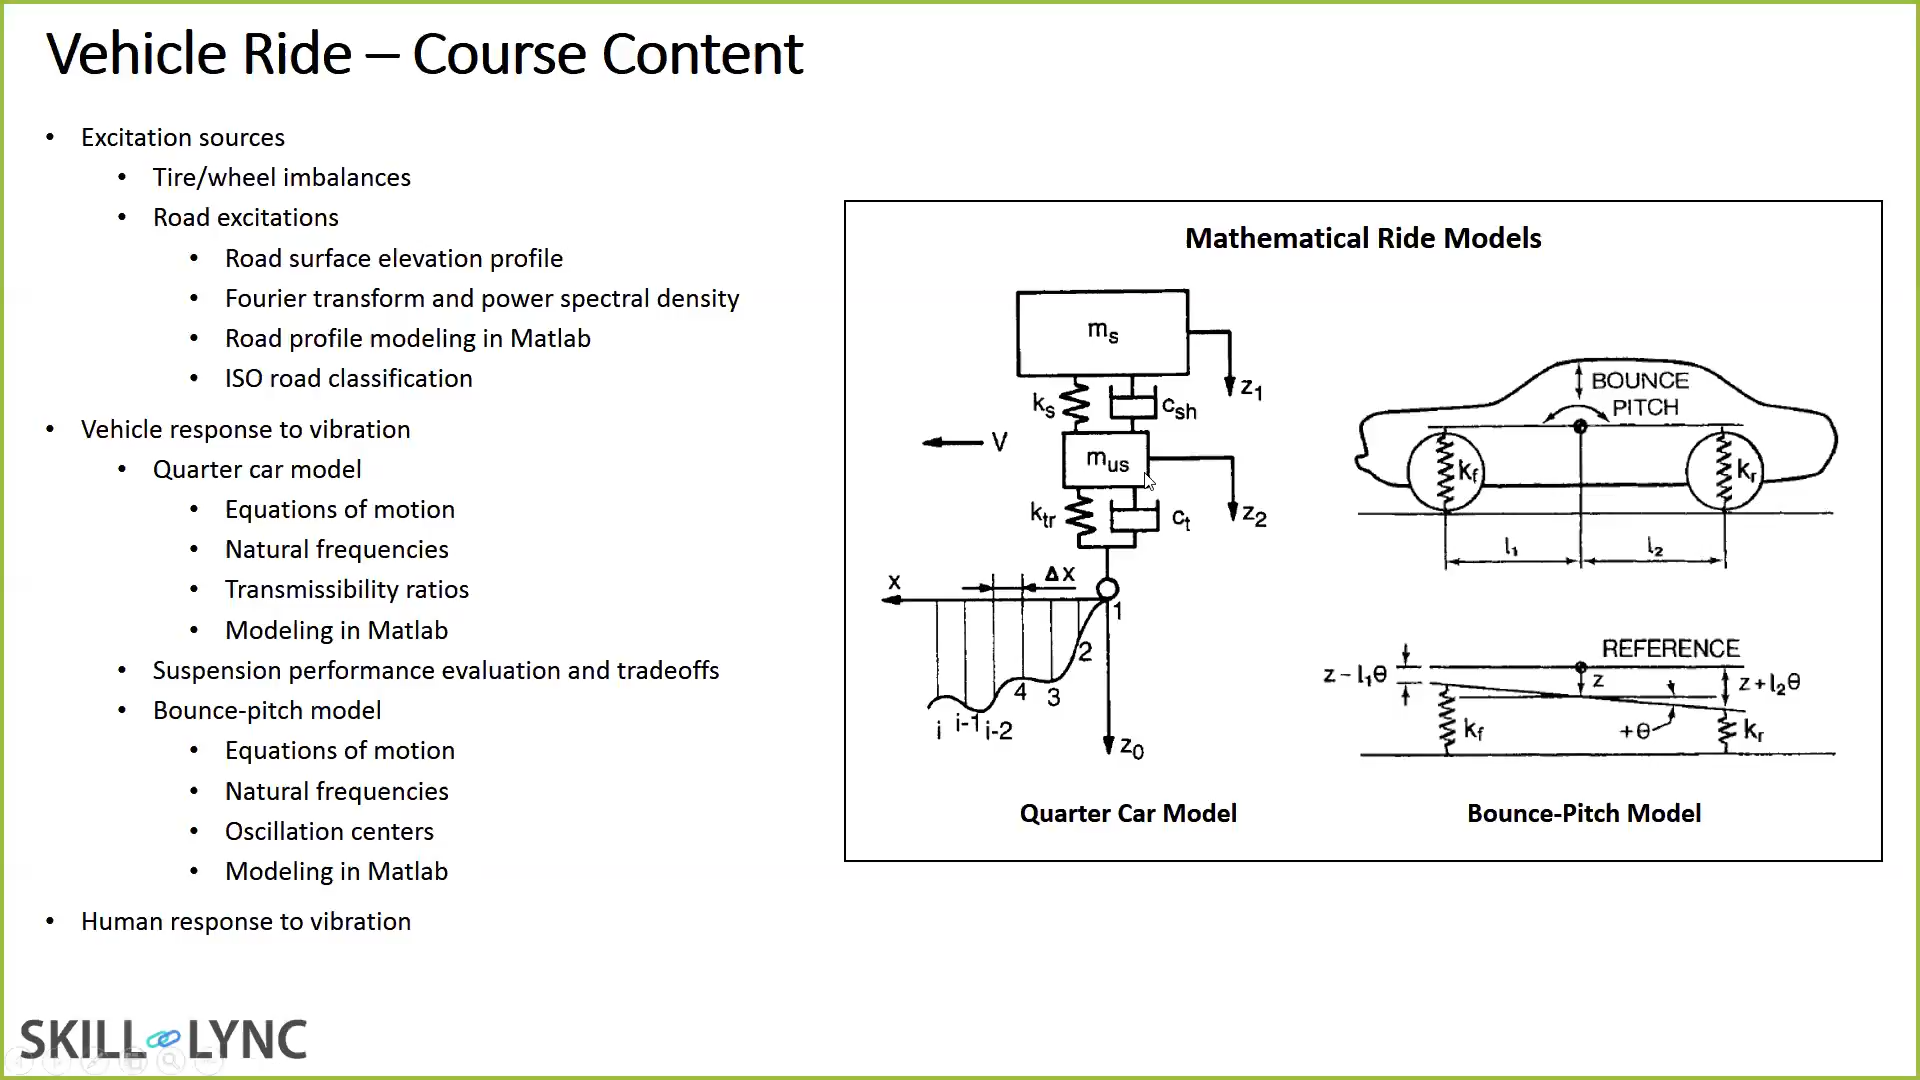 Vehicle Ride – Course Content
• Excitation sources
• Tire/wheel imbalances
• Road excitations
• Road surface elevation profile
• Fourier transform and power spectral density
• Road profile modeling in Matlab
• ISO road classification
• Vehicle response to vibration
• Quarter car model
• Equations of motion
• Natural frequencies
• Transmissibility ratios
• Modeling in Matlab
• Suspension performance evaluation and tradeoffs
• Bounce-pitch model
• Equations of motion
• Natural frequencies
• Oscillation centers
• Modeling in Matlab
• Human response to vibration
Mathematical Ride Models
ms
z1
ks
csh
V
mus
ktr
ct
z2
x
Δx
1
2
3
4
i-2
i-1
i
z0
Quarter Car Model
BOUNCE
PITCH
kf
kr
l1
l2
REFERENCE
z - l1θ
z
z + l2θ
+θ
kf
kr
Bounce-Pitch Model
SKILL LYNC